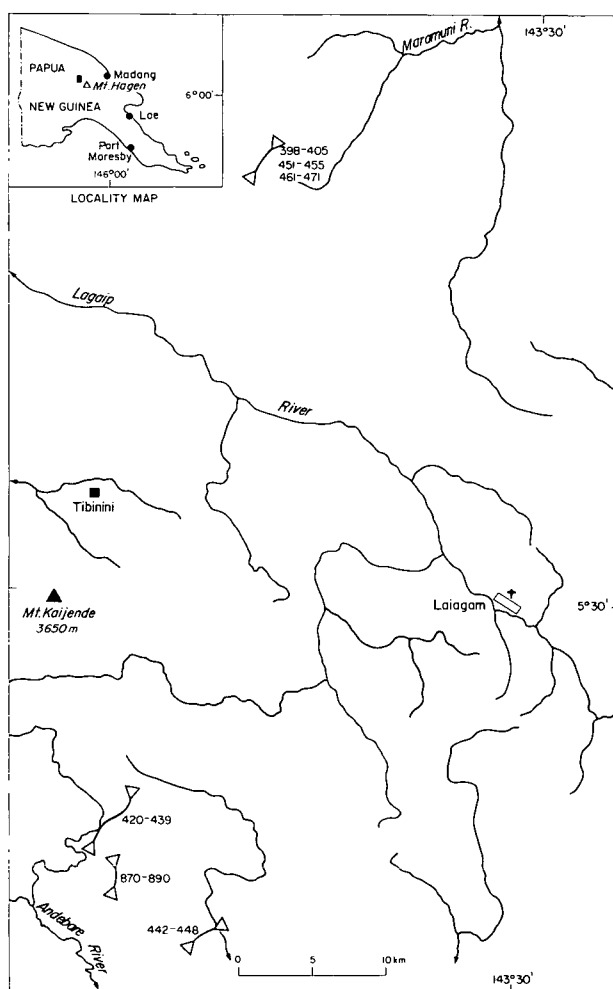 143°30'
Maramuni R.
PAPUA
Madang
Mt. Hagen
6°00'
NEW GUINEA
Lae
Port
Moresby
146°00'
LOCALITY MAP
398-405
451-455
461-471
Lagaip
River
Tibinini
Mt. Kaijende
3650 m
Laiagam
5°30'
420-439
870-890
442-448
Andebare
River
0 5 10 km
143°30'